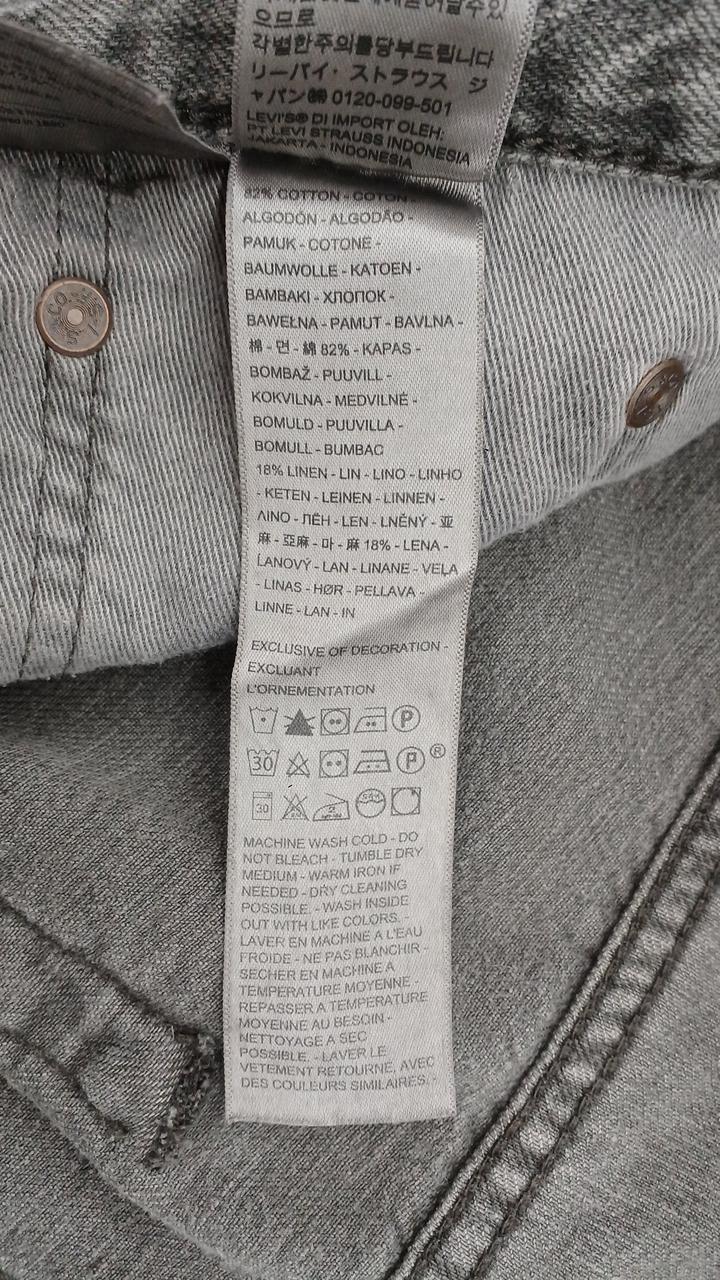 으므로
각별한주의를당부드립니다
リーバイ・ストラウス ジ
ャパン㈱ 0120-099-501
LEVI'S® DI IMPORT OLEH:
PT LEVI STRAUSS INDONESIA
JAKARTA - INDONESIA
82% COTTON - COTON -
ALGODÓN - ALGODÃO -
PAMUK - COTONE -
BAUMWOLLE - KATOEN -
ΒΑΜΒΑΚΙ - ХЛОПОК -
BAWEŁNA - PAMUT - BAVLNA -
棉 - 면 - 綿 82% - KAPAS -
BOMBAŽ - PUUVILL -
KOKVILNA - MEDVILNĖ -
BOMULD - PUUVILLA -
BOMULL - BUMBAC
18% LINEN - LIN - LINO - LINHO
- KETEN - LEINEN - LINNEN -
ΛΙΝΟ - ЛЁН - LEN - LNĚNÝ - 亚
麻 - 亞麻 - 마 - 麻 18% - LENA -
ĽANOVÝ - LAN - LINANE - VEĻA
- LINAS - HØR - PELLAVA -
LINNE - LAN - IN
EXCLUSIVE OF DECORATION -
EXCLUANT
L'ORNEMENTATION
P
30 P ®
30
MACHINE WASH COLD - DO
NOT BLEACH - TUMBLE DRY
MEDIUM - WARM IRON IF
NEEDED - DRY CLEANING
POSSIBLE. - WASH INSIDE
OUT WITH LIKE COLORS. -
LAVER EN MACHINE A L'EAU
FROIDE - NE PAS BLANCHIR -
SECHER EN MACHINE A
TEMPERATURE MOYENNE -
REPASSER A TEMPERATURE
MOYENNE AU BESOIN -
NETTOYAGE A SEC
POSSIBLE. - LAVER LE
VETEMENT RETOURNE, AVEC
DES COULEURS SIMILAIRES. -